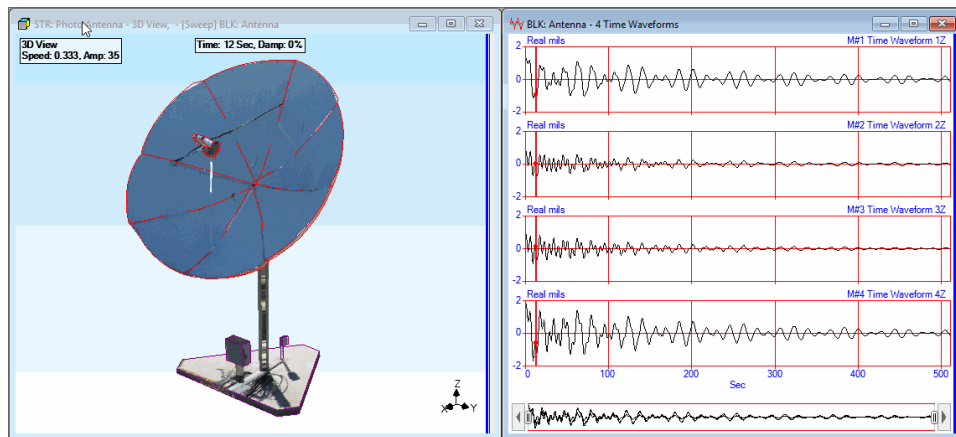 STR: Photo Antenna - 3D View, - [Sweep] BLK: Antenna
3D View
Speed: 0.333, Amp: 35
Time: 12 Sec, Damp: 0%
Z
X
Y
BLK: Antenna - 4 Time Waveforms
Real mils
M#1 Time Waveform 1Z
2
0
-2
Real mils
M#2 Time Waveform 2Z
2
0
-2
Real mils
M#3 Time Waveform 3Z
2
0
-2
Real mils
M#4 Time Waveform 4Z
2
0
-2
0 100 200 300 400 500
Sec